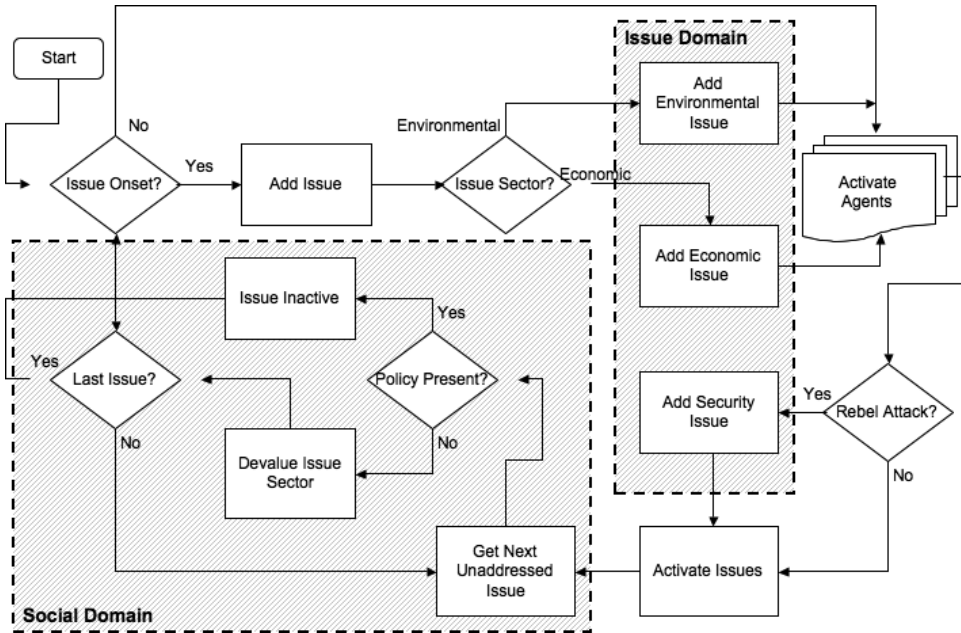 Start
No
Issue Onset?
Yes
Add Issue
Environmental
Issue Sector?
Economic
Issue Domain
Add
Environmental
Issue
Activate
Agents
Add Economic
Issue
Issue Inactive
Yes
Yes
Last Issue?
No
Policy Present?
No
Devalue Issue
Sector
Add Security
Issue
Yes
Rebel Attack?
No
Get Next
Unaddressed
Issue
Activate Issues
Social Domain